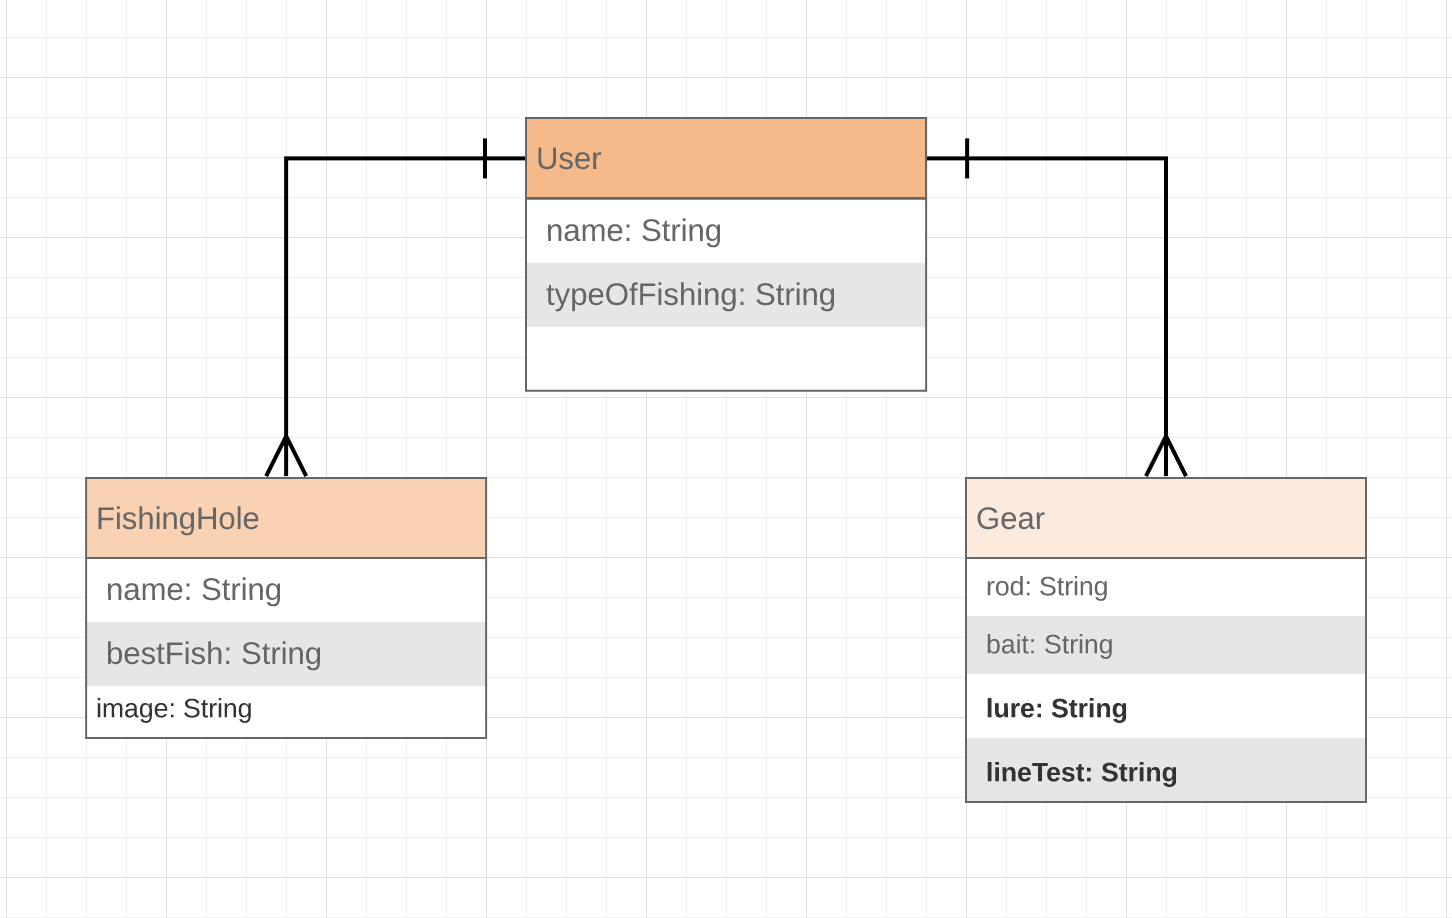 User
name: String
typeOfFishing: String
FishingHole
name: String
bestFish: String
image: String
Gear
rod: String
bait: String
lure: String
lineTest: String